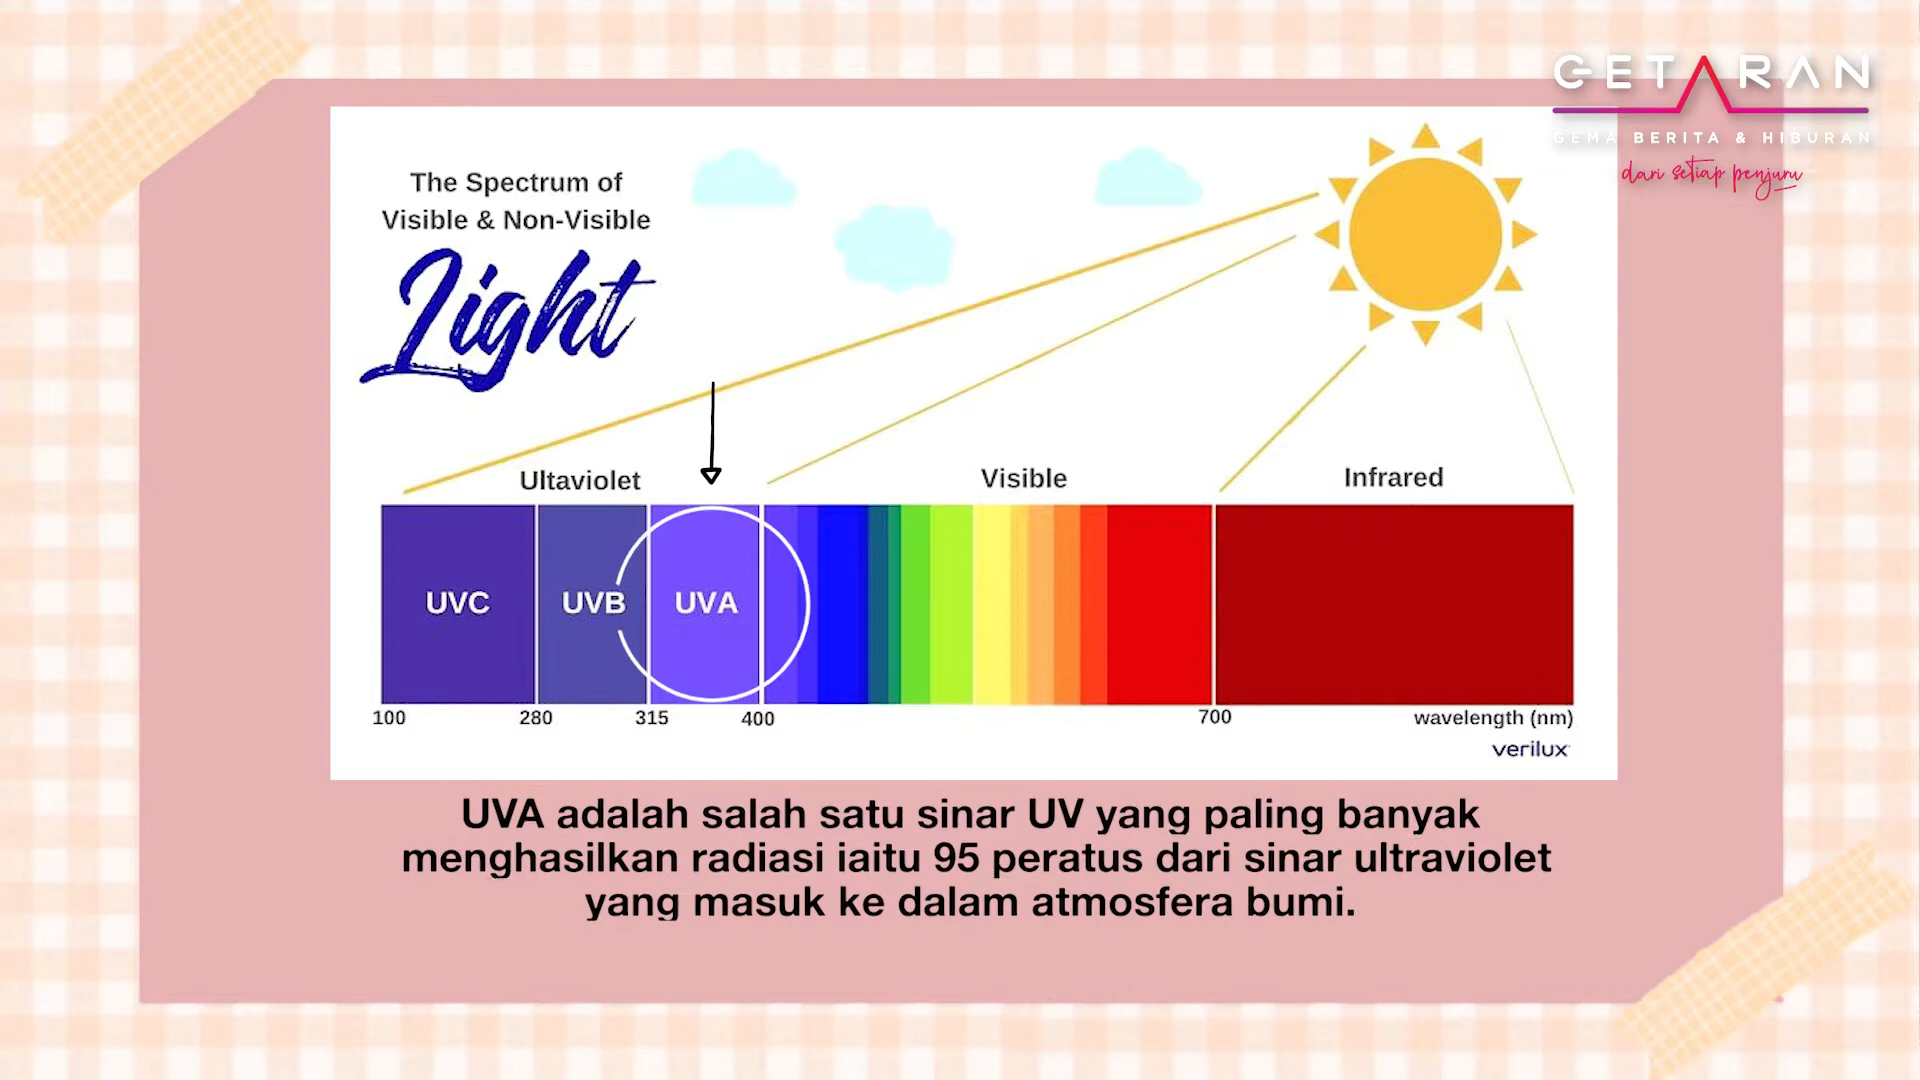 GETARAN
GEMA BERITA & HIBURAN
dari setiap penjuru
The Spectrum of
Visible & Non-Visible
Light
Ultaviolet
Visible
Infrared
UVC
UVB
UVA
100
280
315
400
700
wavelength (nm)
verilux
UVA adalah salah satu sinar UV yang paling banyak
menghasilkan radiasi iaitu 95 peratus dari sinar ultraviolet
yang masuk ke dalam atmosfera bumi.